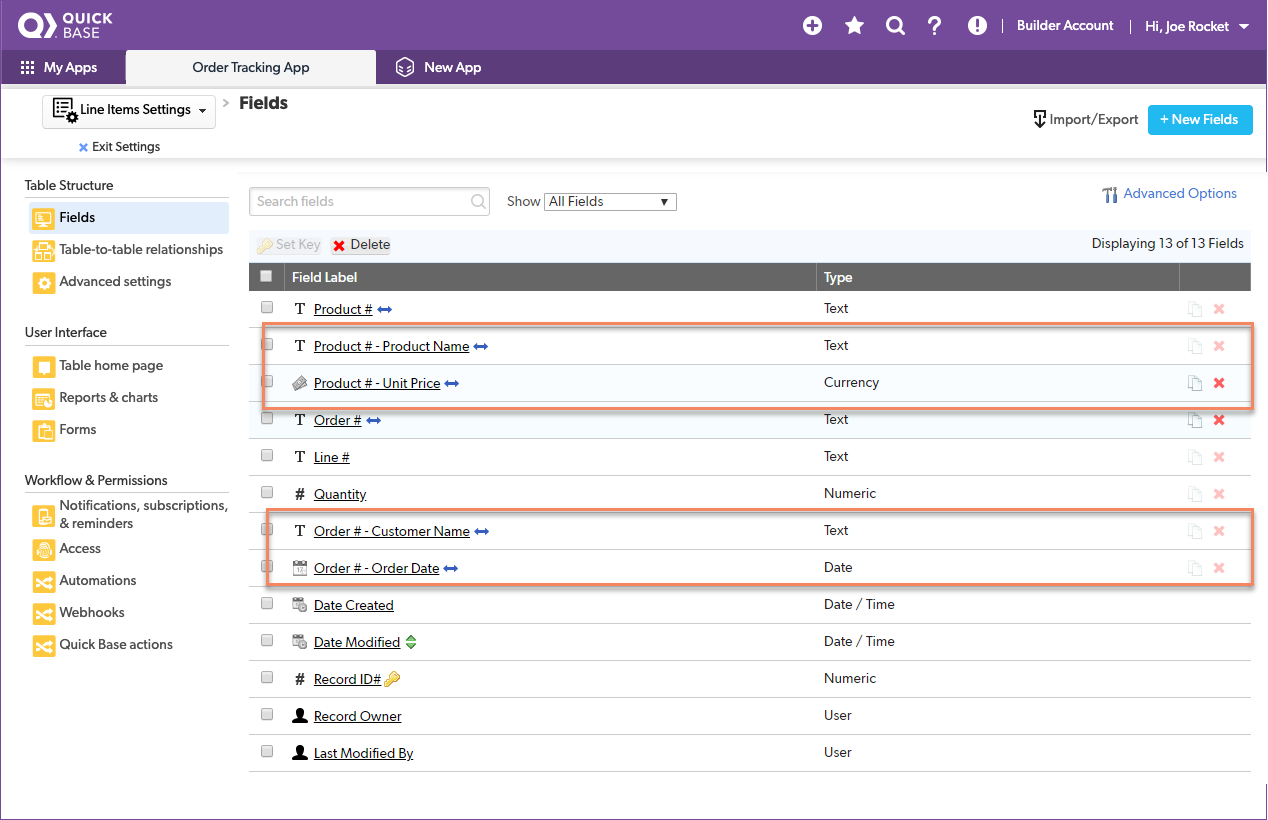 QUICK
BASE
Builder Account
Hi, Joe Rocket
My Apps
Order Tracking App
New App
Line Items Settings
> Fields
Import/Export
+ New Fields
Exit Settings
Table Structure
Fields
Table-to-table relationships
Advanced settings
User Interface
Table home page
Reports & charts
Forms
Workflow & Permissions
Notifications, subscriptions,
& reminders
Access
Automations
Webhooks
Quick Base actions
Search fields
Show All Fields
Advanced Options
Set Key
Delete
Displaying 13 of 13 Fields
Field Label Type
Product # Text
Product # - Product Name Text
Product # - Unit Price Currency
Order # Text
Line # Text
Quantity Numeric
Order # - Customer Name Text
Order # - Order Date Date
Date Created Date / Time
Date Modified Date / Time
Record ID# Numeric
Record Owner User
Last Modified By User